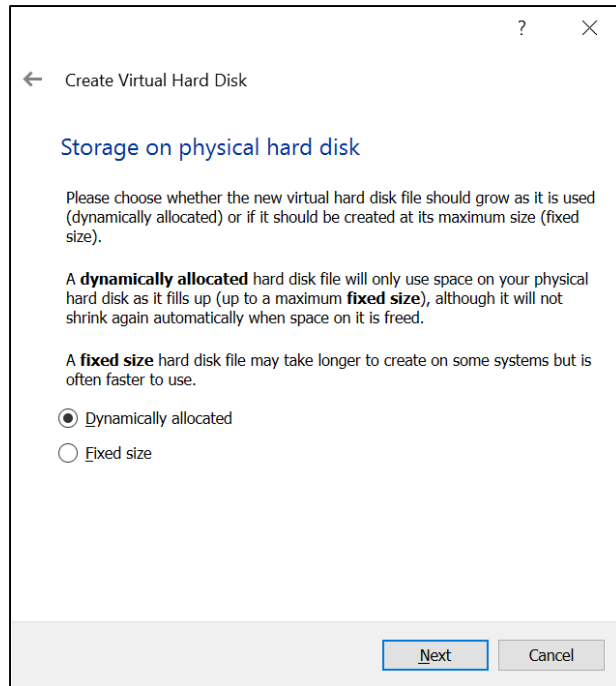 ?
Create Virtual Hard Disk
Storage on physical hard disk
Please choose whether the new virtual hard disk file should grow as it is used
(dynamically allocated) or if it should be created at its maximum size (fixed
size).
A dynamically allocated hard disk file will only use space on your physical
hard disk as it fills up (up to a maximum fixed size), although it will not
shrink again automatically when space on it is freed.
A fixed size hard disk file may take longer to create on some systems but is
often faster to use.
Dynamically allocated
Fixed size
Next Cancel